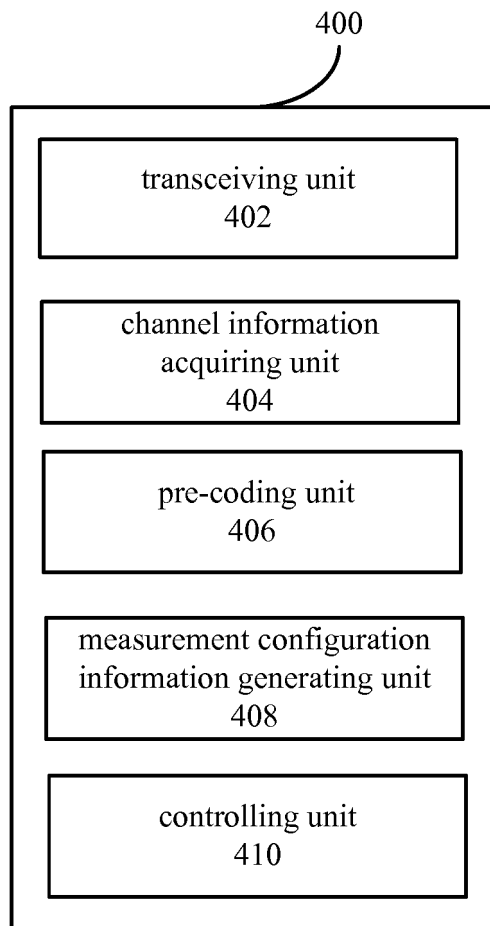 400
transceiving unit
402
channel information
acquiring unit
404
pre-coding unit
406
measurement configuration
information generating unit
408
controlling unit
410